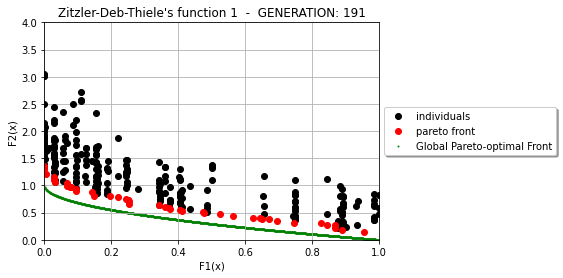 Zitzler-Deb-Thiele's function 1 - GENERATION: 191
4.0
3.5
3.0
2.5
2.0
1.5
1.0
0.5
0.0
F2(x)
0.0 0.2 0.4 0.6 0.8 1.0
F1(x)
individuals
pareto front
Global Pareto-optimal Front